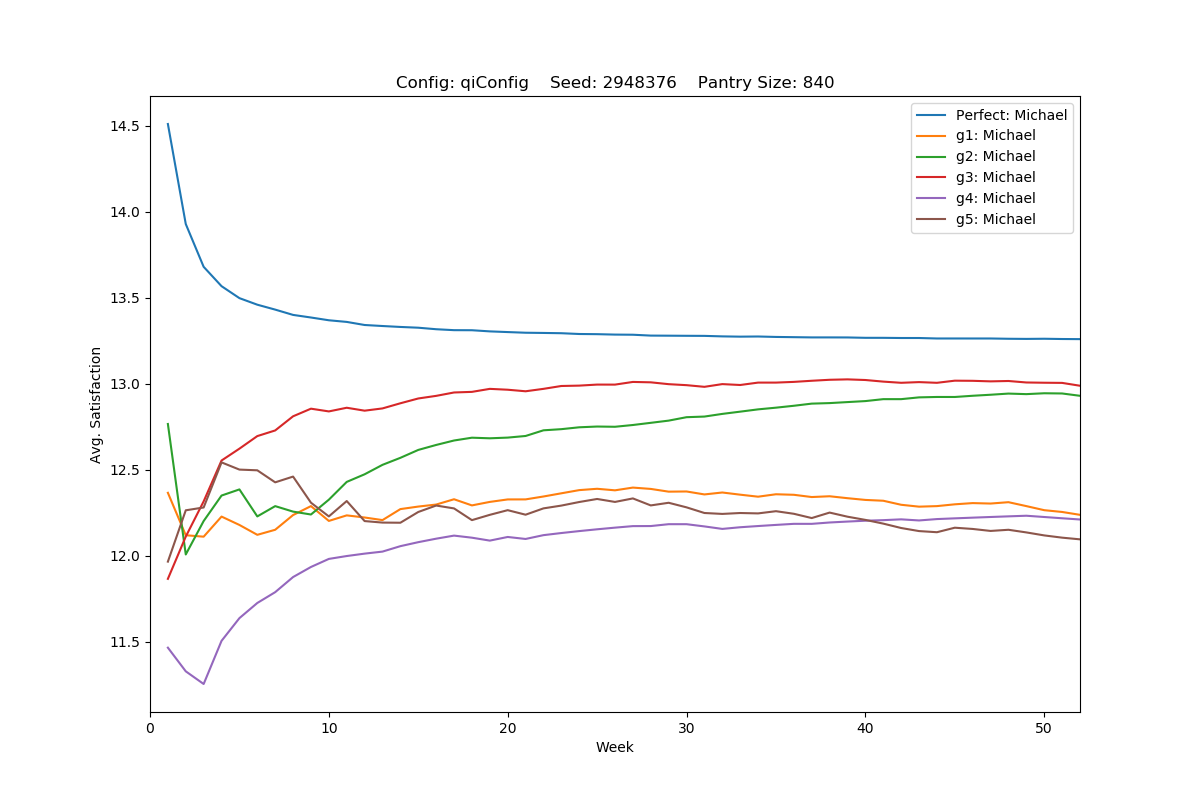 Config: qiConfig    Seed: 2948376    Pantry Size: 840
Perfect: Michael
g1: Michael
g2: Michael
g3: Michael
g4: Michael
g5: Michael
14.5
14.0
13.5
13.0
12.5
12.0
11.5
Avg. Satisfaction
0 10 20 30 40 50
Week